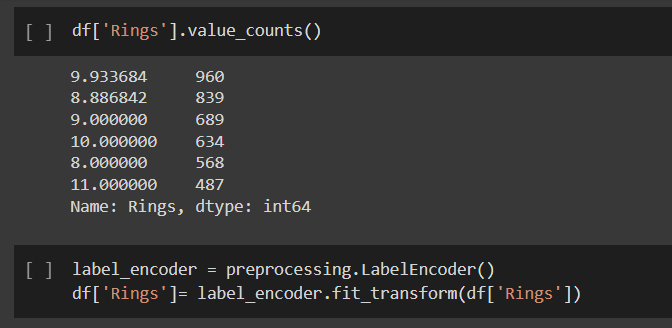 [ ] df['Rings'].value_counts()
9.933684 960
8.886842 839
9.000000 689
10.000000 634
8.000000 568
11.000000 487
Name: Rings, dtype: int64
[ ] label_encoder = preprocessing.LabelEncoder()
df['Rings']= label_encoder.fit_transform(df['Rings'])